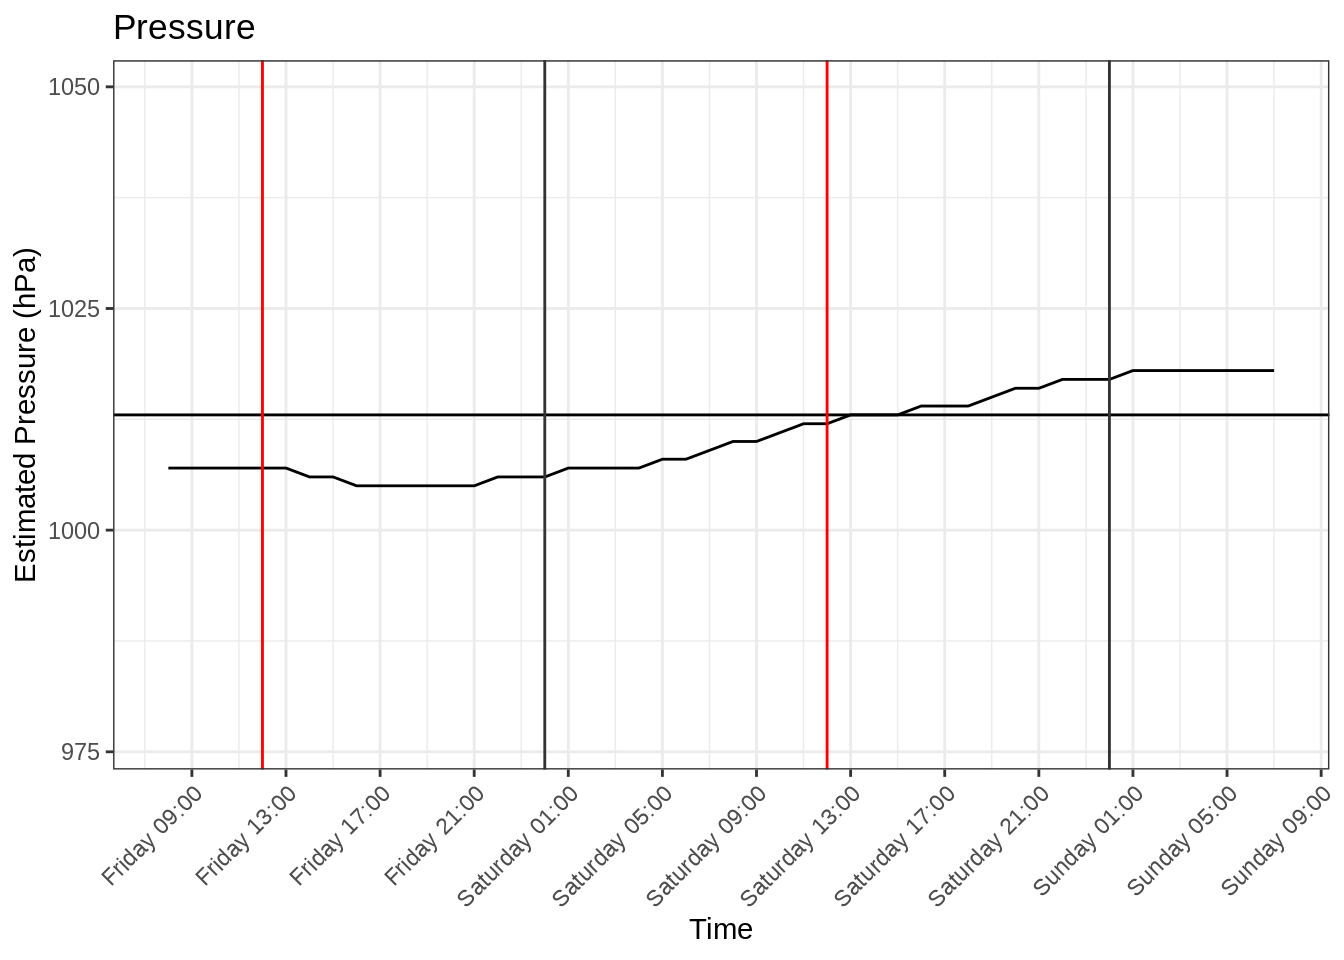 Pressure
Estimated Pressure (hPa)
1050
1025
1000
975
Friday 09:00
Friday 13:00
Friday 17:00
Friday 21:00
Saturday 01:00
Saturday 05:00
Saturday 09:00
Saturday 13:00
Saturday 17:00
Saturday 21:00
Sunday 01:00
Sunday 05:00
Sunday 09:00
Time